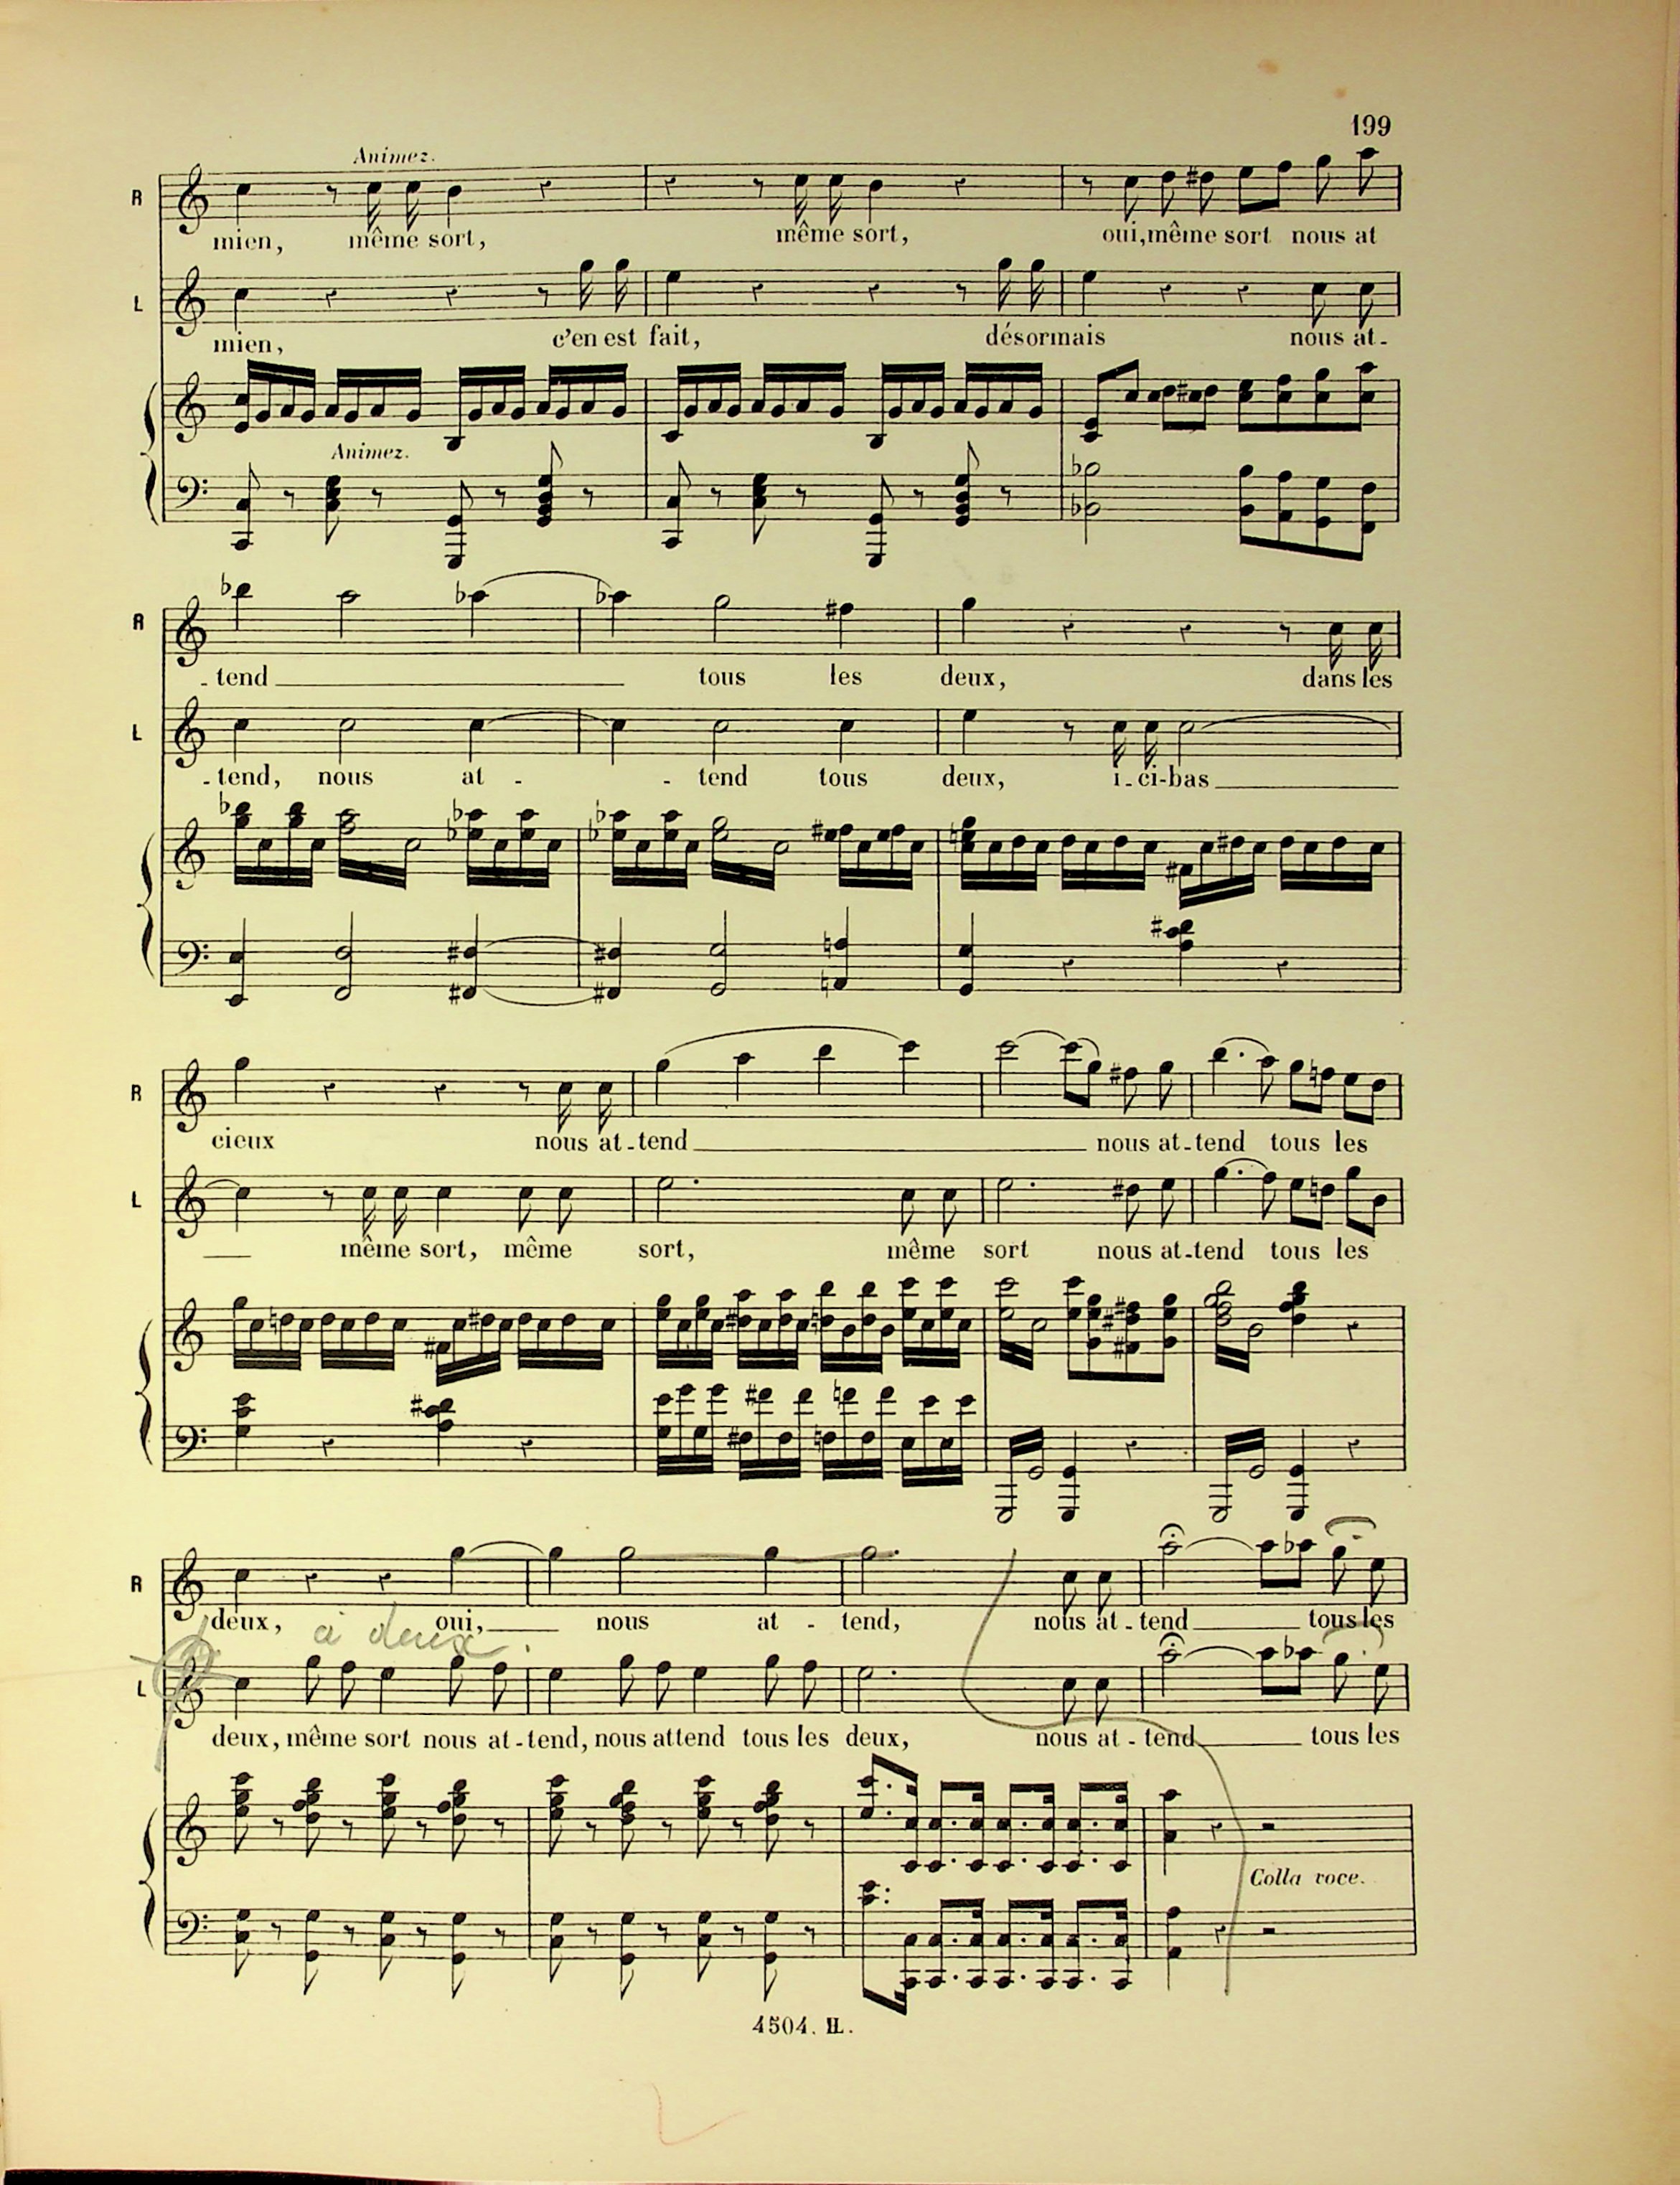 199
Animez.
R
mien, même sort, même sort, oui, même sort nous at
L
mien, c'en est fait, désormais nous at-
Animez.
R
-tend tous les deux, dans les
L
-tend, nous at - - tend tous deux, i-ci-bas
R
cieux nous at-tend nous at-tend tous les
L
même sort, même sort, même sort nous at-tend tous les
R
deux, oui, nous at - tend, nous at-tend tous les
à deux.
L
deux, même sort nous at-tend, nous attend tous les deux, nous at-tend tous les
Colla voce.
4504. H.